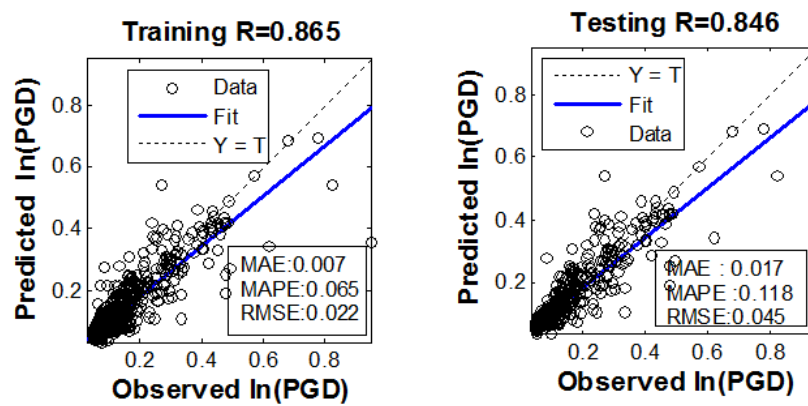 Training R=0.865
Predicted ln(PGD)
0.8
0.6
0.4
0.2
Data
Fit
Y = T
MAE:0.007
MAPE:0.065
RMSE:0.022
0.2 0.4 0.6 0.8
Observed ln(PGD)
Testing R=0.846
Predicted ln(PGD)
0.8
0.6
0.4
0.2
Y = T
Fit
Data
MAE : 0.017
MAPE : 0.118
RMSE:0.045
0.2 0.4 0.6 0.8
Observed ln(PGD)